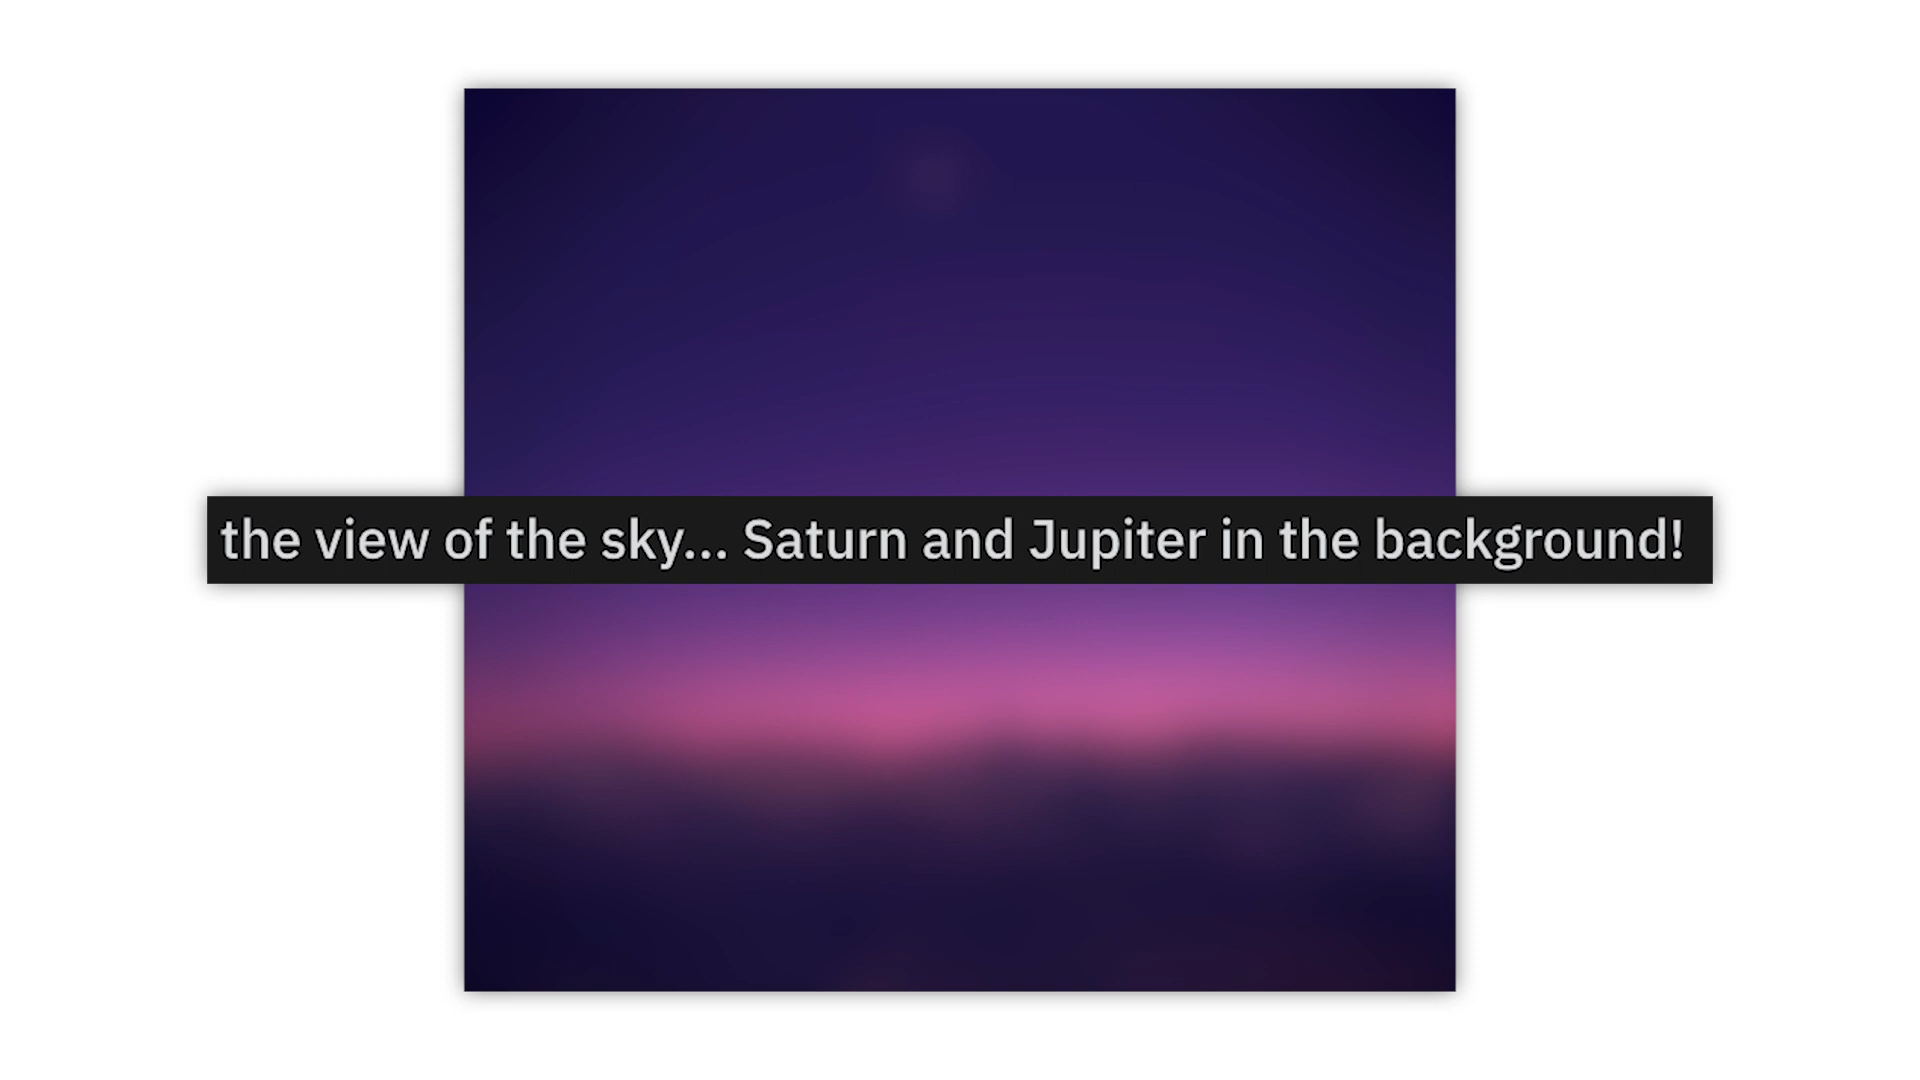 the view of the sky... Saturn and Jupiter in the background!